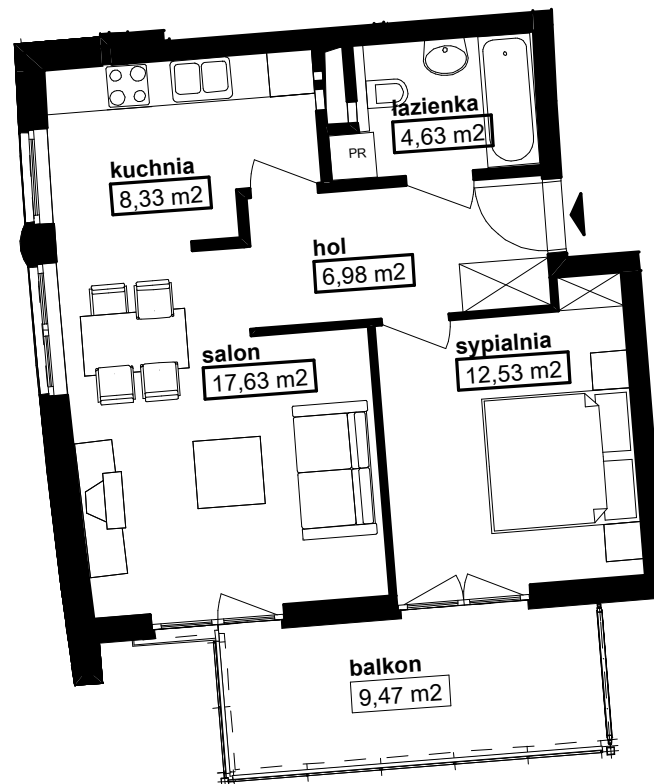 łazienka
4,63 m2
PR
kuchnia
8,33 m2
hol
6,98 m2
salon
17,63 m2
sypialnia
12,53 m2
balkon
9,47 m2